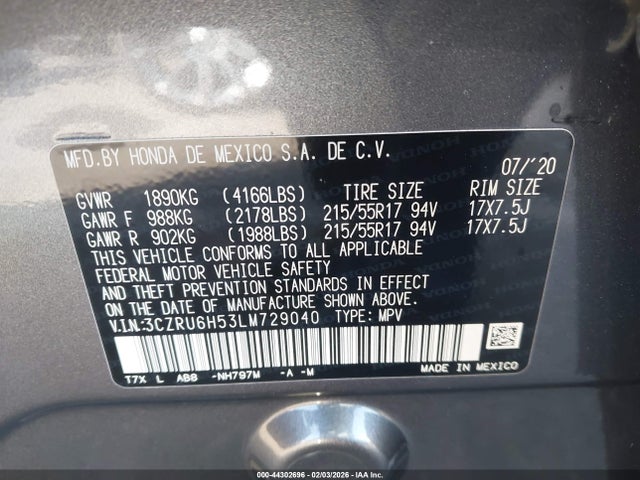 MFD.BY HONDA DE MEXICO S.A. DE C.V. 07/'20
GVWR 1890KG (4166LBS) TIRE SIZE RIM SIZE
GAWR F 988KG (2178LBS) 215/55R17 94V 17X7.5J
GAWR R 902KG (1988LBS) 215/55R17 94V 17X7.5J
THIS VEHICLE CONFORMS TO ALL APPLICABLE
FEDERAL MOTOR VEHICLE SAFETY
AND THEFT PREVENTION STANDARDS IN EFFECT
ON THE DATE OF MANUFACTURE SHOWN ABOVE.
V.I.N:3CZRU6H53LM729040 TYPE: MPV
T7X L AB8 -NH797M -A -M MADE IN MEXICO
000-44302696 - 02/03/2026 - IAA Inc.